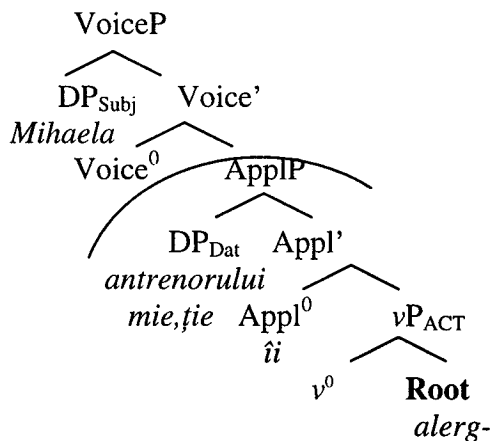 VoiceP
DP_Subj Voice’
Mihaela
Voice⁰ ApplP
DP_Dat Appl’
antrenorului
mie,ție Appl⁰ vP_ACT
îi
v⁰ Root
alerg-